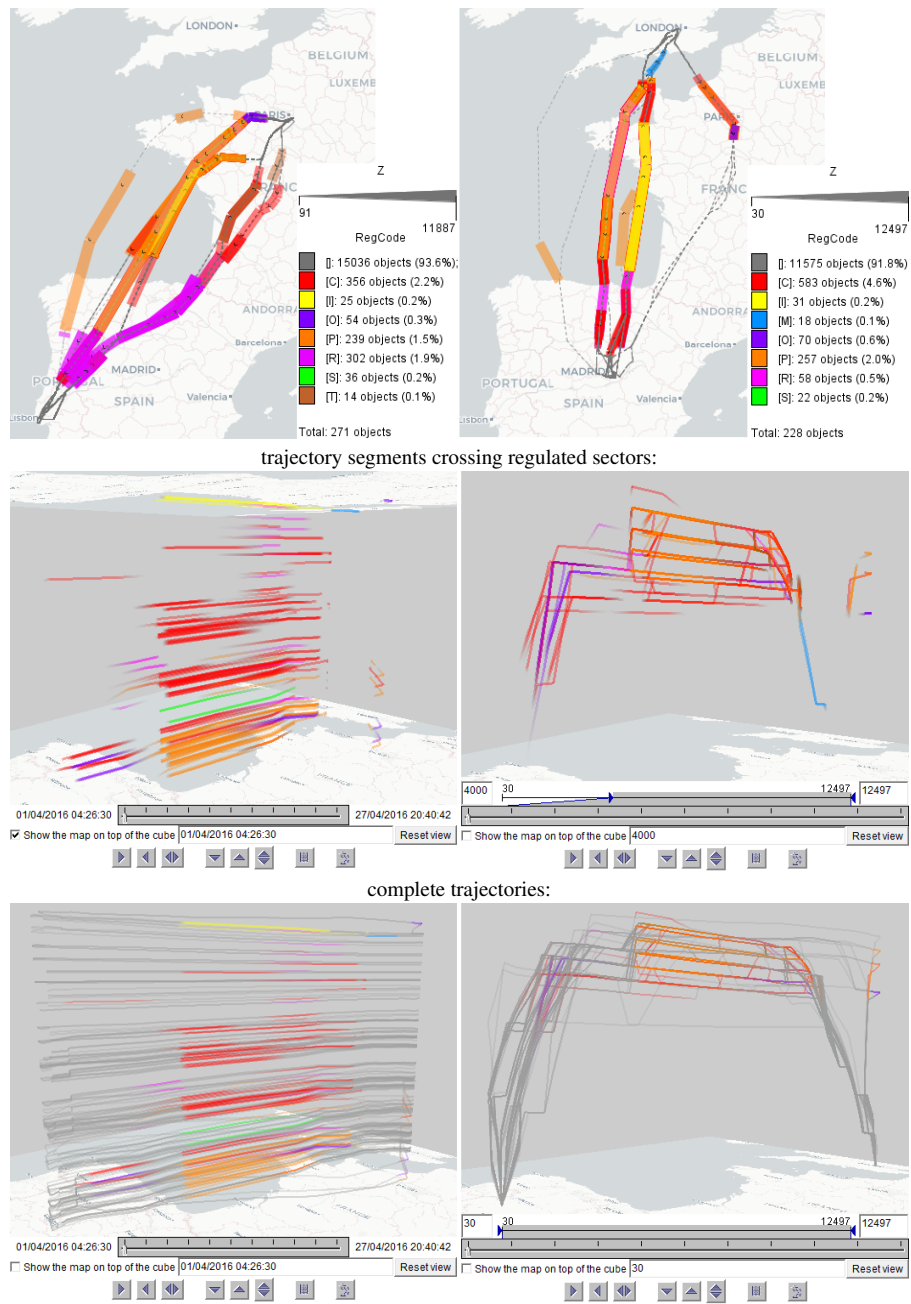 LONDON
BELGIUM
LUXEMB
PARIS
FRANC
ANDORRA
Barcelona
MADRID
PORTUGAL
SPAIN
Valencia
Lisbon
Z
91
11887
RegCode
[]: 15036 objects (93.6%);
[C]: 356 objects (2.2%)
[I]: 25 objects (0.2%)
[O]: 54 objects (0.3%)
[P]: 239 objects (1.5%)
[R]: 302 objects (1.9%)
[S]: 36 objects (0.2%)
[T]: 14 objects (0.1%)
Total: 271 objects
LONDON
BELGIUM
LUXEM
PARIS
FRANC
ANDORRA
Barcelona
MADRID
PORTUGAL
SPAIN
Valencia
Lisbon
Z
30
12497
RegCode
[]: 11575 objects (91.8%)
[C]: 583 objects (4.6%)
[I]: 31 objects (0.2%)
[M]: 18 objects (0.1%)
[O]: 70 objects (0.6%)
[P]: 257 objects (2.0%)
[R]: 58 objects (0.5%)
[S]: 22 objects (0.2%)
Total: 228 objects
trajectory segments crossing regulated sectors:
01/04/2016 04:26:30 27/04/2016 20:40:42
Show the map on top of the cube 01/04/2016 04:26:30 Reset view
4000 30 12497 12497
Show the map on top of the cube 4000 Reset view
complete trajectories:
01/04/2016 04:26:30 27/04/2016 20:40:42
Show the map on top of the cube 01/04/2016 04:26:30 Reset view
30 30 12497 12497
Show the map on top of the cube 30 Reset view